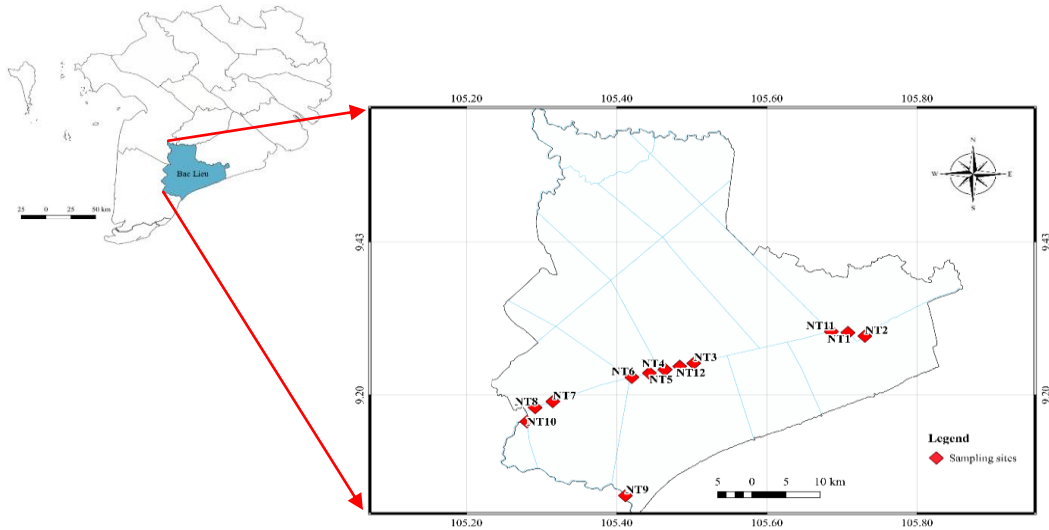 Bac Lieu
25 0 25 50 km
105.20 105.40 105.60 105.80
N
W E
S
9.43 9.43
NT11 NT2
NT1
NT4 NT3
NT6 NT12
NT5
NT8 NT7
NT10
9.20 9.20
Legend
Sampling sites
NT9
5 0 5 10 km
105.20 105.40 105.60 105.80